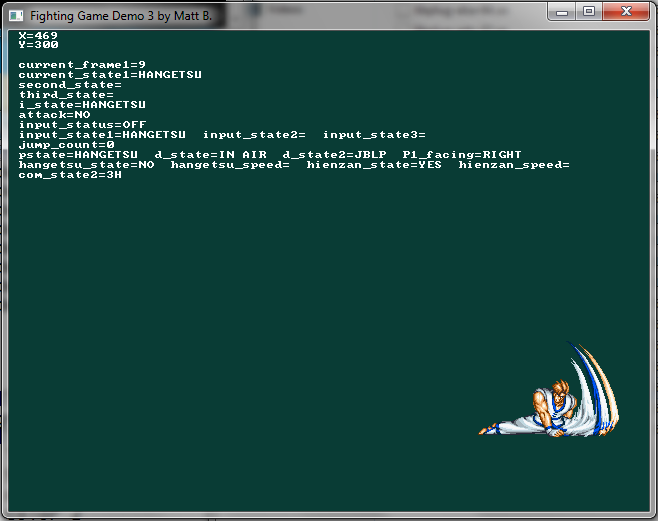 Fighting Game Demo 3 by Matt B.
X=469
Y=300
current_frame1=9
current_state1=HANGETSU
second_state=
third_state=
i_state=HANGETSU
attack=NO
input_status=OFF
input_state1=HANGETSU input_state2= input_state3=
jump_count=0
pstate=HANGETSU d_state=IN AIR d_state2=JBLP P1_facing=RIGHT
hangetsu_state=NO hangetsu_speed= hienzan_state=YES hienzan_speed=
com_state2=3H